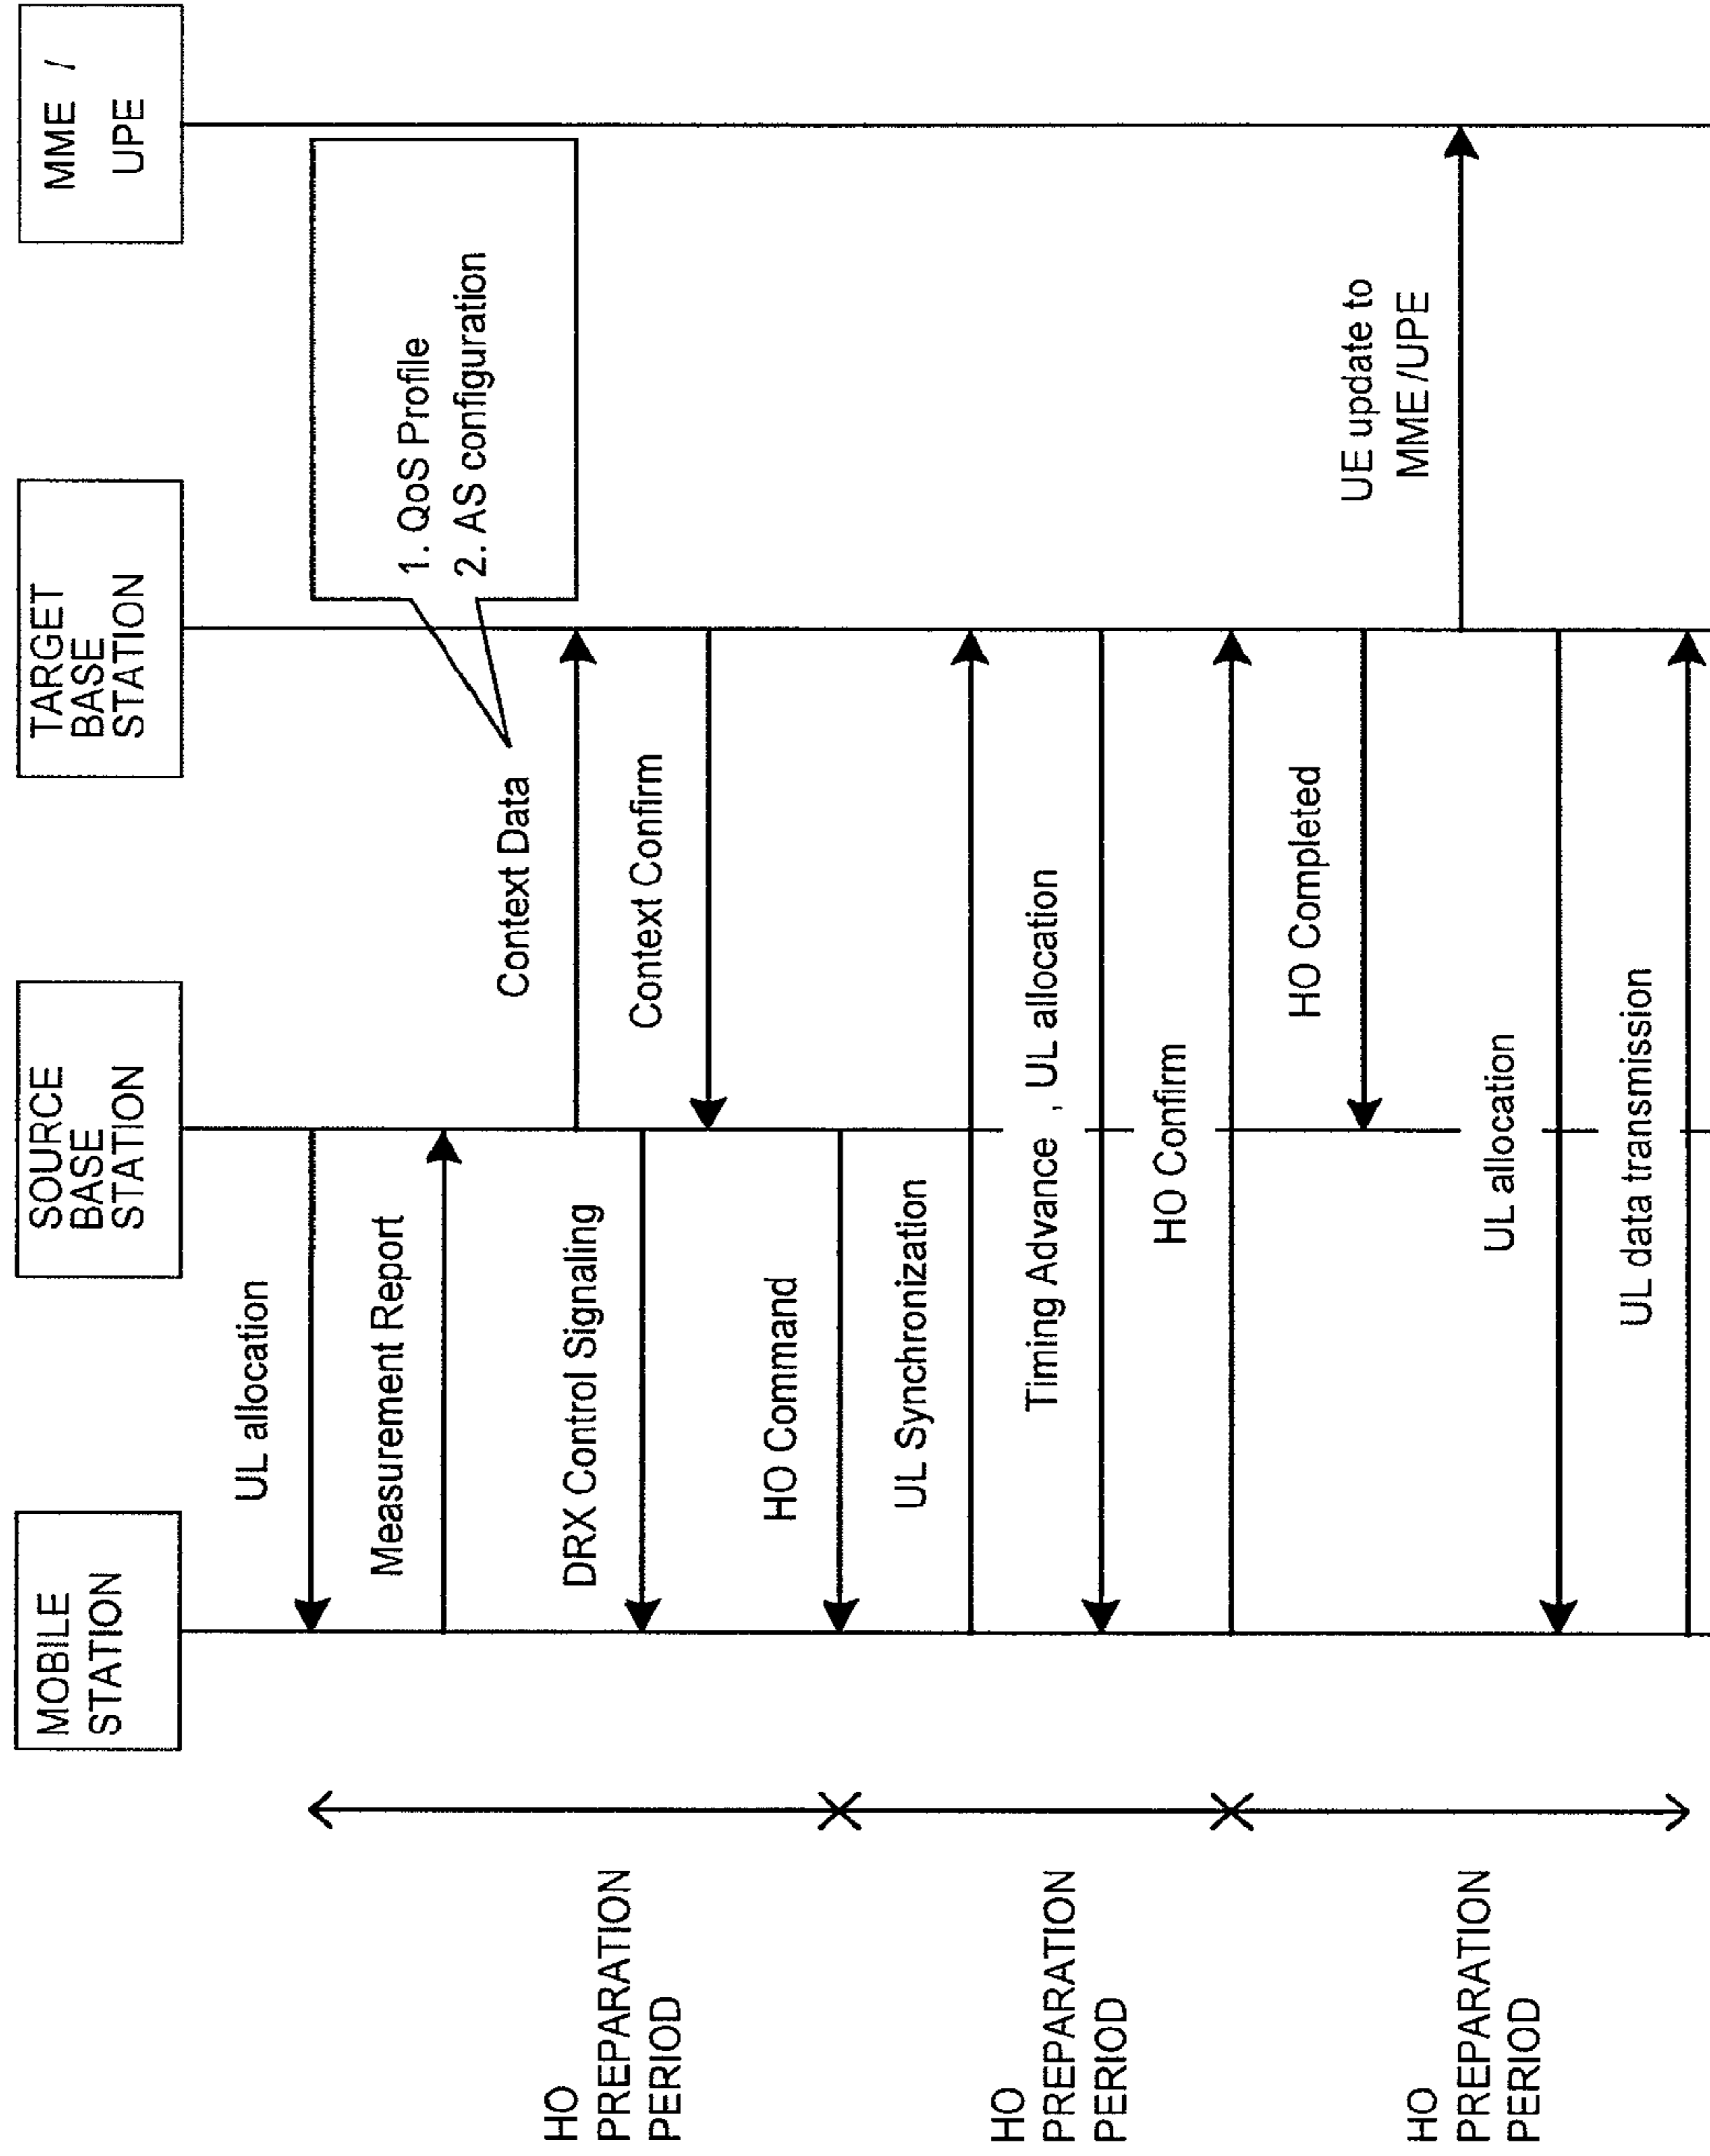 MOBILE
STATION
SOURCE
BASE
STATION
TARGET
BASE
STATION
MME /
UPE
UL allocation
Measurement Report
1. QoS Profile
2. AS configuration
Context Data
DRX Control Signaling
Context Confirm
HO Command
UL Synchronization
Timing Advance , UL allocation
HO Confirm
HO Completed
UE update to
MME/UPE
UL allocation
UL data transmission
HO
PREPARATION
PERIOD
HO
PREPARATION
PERIOD
HO
PREPARATION
PERIOD